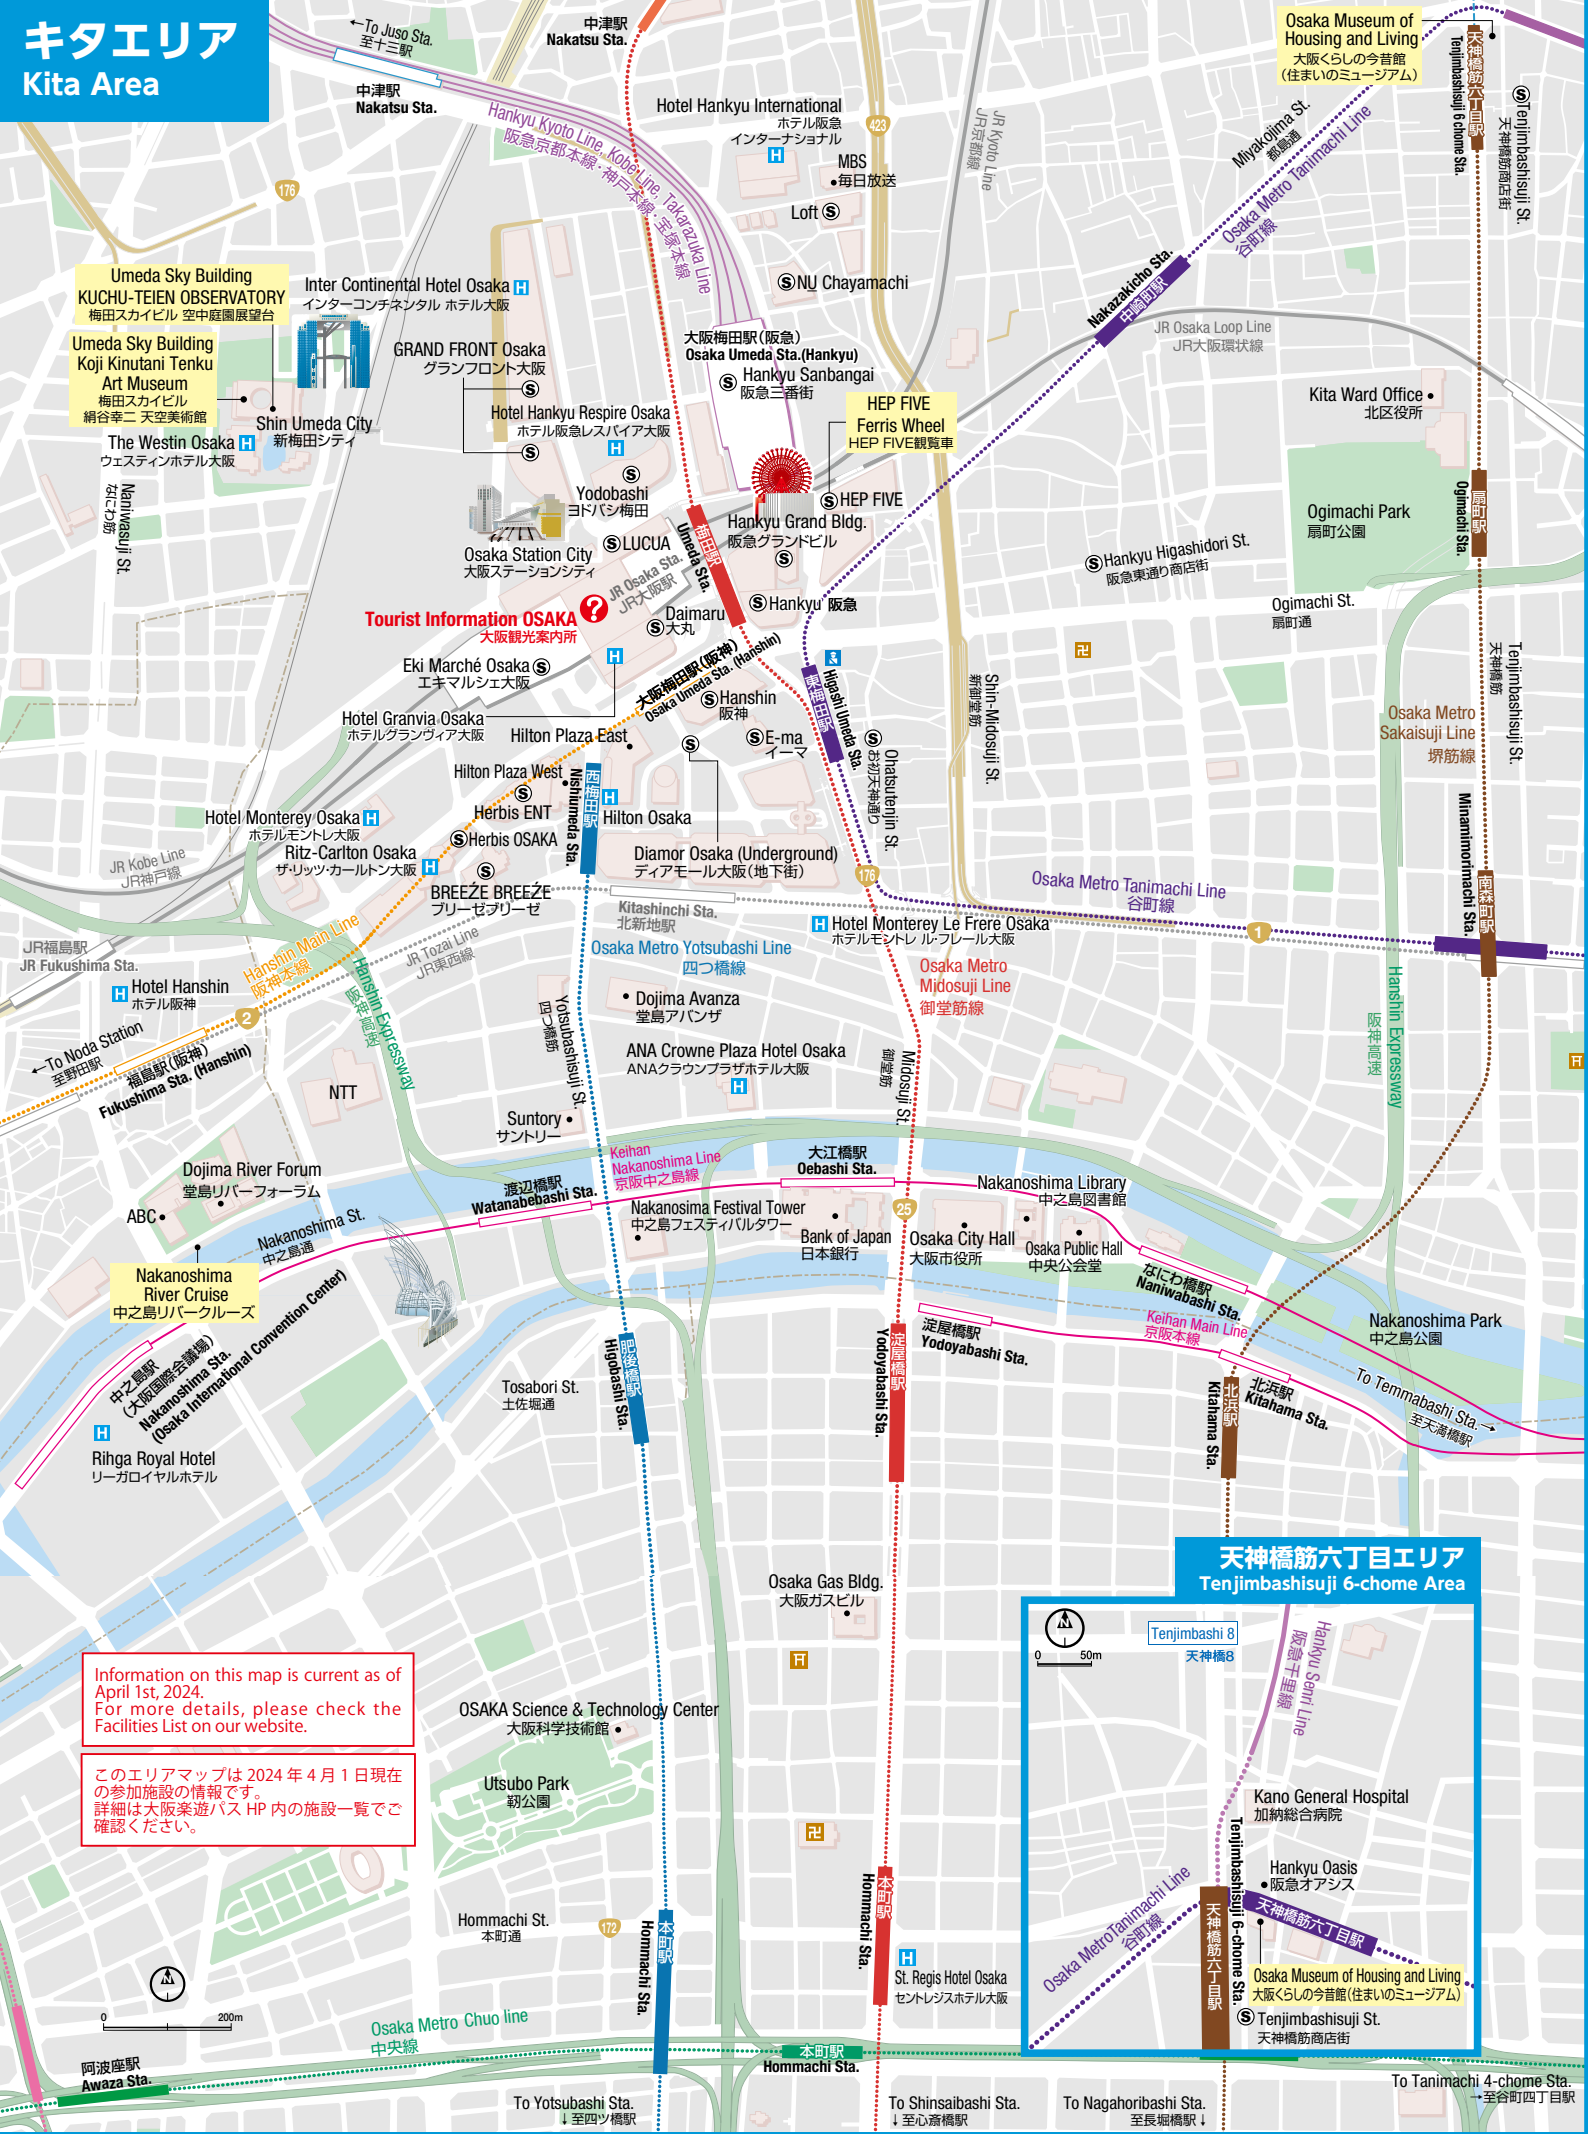 キタエリア
Kita Area
←To Juso Sta.
至十三駅
中津駅
Nakatsu Sta.
中津駅
Nakatsu Sta.
Hankyu Kyoto Line, Kobe Line, Takarazuka Line
阪急京都本線・神戸本線・宝塚本線
176
Hotel Hankyu International
ホテル阪急
インターナショナル
H
423
MBS
毎日放送
Loft Ⓢ
JR Kyoto Line
JR京都線
Osaka Museum of
Housing and Living
大阪くらしの今昔館
(住まいのミュージアム)
天神橋筋六丁目駅
Tenjimbashisuji 6-chome Sta.
ⓈTenjimbashisuji St.
天神橋筋商店街
Miyakojima St.
都島通
Osaka Metro Tanimachi Line
谷町線
Nakazakicho Sta.
中崎町駅
JR Osaka Loop Line
JR大阪環状線
Umeda Sky Building
KUCHU-TEIEN OBSERVATORY
梅田スカイビル 空中庭園展望台
Inter Continental Hotel Osaka H
インターコンチネンタル ホテル大阪
ⓈNU Chayamachi
Umeda Sky Building
Koji Kinutani Tenku
Art Museum
梅田スカイビル
絹谷幸二 天空美術館
GRAND FRONT Osaka
グランフロント大阪
Ⓢ
Ⓢ
大阪梅田駅(阪急)
Osaka Umeda Sta.(Hankyu)
Ⓢ Hankyu Sanbangai
阪急三番街
Shin Umeda City
新梅田シティ
The Westin Osaka H
ウェスティンホテル大阪
Hotel Hankyu Respire Osaka
ホテル阪急レスパイア大阪
H
HEP FIVE
Ferris Wheel
HEP FIVE観覧車
Kita Ward Office
北区役所
Naniwasuji St.
なにわ筋
Ⓢ
Yodobashi
ヨドバシ梅田
ⓈHEP FIVE
Hankyu Grand Bldg.
阪急グランドビル
Ⓢ
Ogimachi Park
扇町公園
扇町駅
Ogimachi Sta.
Osaka Station City
大阪ステーションシティ
ⓈLUCUA
JR Osaka Sta.
JR大阪駅
梅田駅
Umeda Sta.
ⓈHankyu Higashidori St.
阪急東通り商店街
Tourist Information OSAKA
大阪観光案内所
?
Daimaru
Ⓢ大丸
ⓈHankyu 阪急
Ogimachi St.
扇町通
Eki Marché Osaka Ⓢ
エキマルシェ大阪
H
大阪梅田駅(阪神)
Osaka Umeda Sta. (Hanshin)
東梅田駅
Higashi Umeda Sta.
Tenjimbashisuji St.
天神橋筋
Shin-Midosuji St.
新御堂筋
ⓈHanshin
阪神
Hotel Granvia Osaka
ホテルグランヴィア大阪
Osaka Metro
Sakaisuji Line
堺筋線
Hilton Plaza East
Ⓢ
ⓈE-ma
イーマ
Ⓢ
Ohatsutenjin St.
お初天神通り
Hilton Plaza West
Ⓢ
Herbis ENT
西梅田駅
Nishiumeda Sta.
H
Hilton Osaka
Hotel Monterey Osaka H
ホテルモントレ大阪
ⓈHerbis OSAKA
Minamimorimachi Sta.
南森町駅
JR Kobe Line
JR神戸線
Ritz-Carlton Osaka H
ザ・リッツ・カールトン大阪
Ⓢ
BREEŻE BREEŻE
ブリーゼブリーゼ
Diamor Osaka (Underground)
ディアモール大阪(地下街)
176
Osaka Metro Tanimachi Line
谷町線
Kitashinchi Sta.
北新地駅
H Hotel Monterey Le Frere Osaka
ホテルモントレ ル・フレール大阪
1
JR福島駅
JR Fukushima Sta.
Hanshin Main Line
阪神本線
JR Tozai Line
JR東西線
Osaka Metro Yotsubashi Line
四つ橋線
Osaka Metro
Midosuji Line
御堂筋線
H Hotel Hanshin
ホテル阪神
2
Hanshin Expressway
阪神高速
Yotsubashisuji St.
四つ橋筋
Dojima Avanza
堂島アバンザ
Hanshin Expressway
阪神高速
←To Noda Station
至野田駅
福島駅(阪神)
Fukushima Sta. (Hanshin)
NTT
ANA Crowne Plaza Hotel Osaka
ANAクラウンプラザホテル大阪
H
Midosuji St.
御堂筋
Suntory
サントリー
Keihan
Nakanoshima Line
京阪中之島線
大江橋駅
Oebashi Sta.
Dojima River Forum
堂島リバーフォーラム
渡辺橋駅
Watanabebashi Sta.
Nakanoshima Library
中之島図書館
ABC
Nakanoshima St.
中之島通
Nakanosima Festival Tower
中之島フェスティバルタワー
25
Bank of Japan
日本銀行
Osaka City Hall
大阪市役所
Osaka Public Hall
中央公会堂
Nakanoshima
River Cruise
中之島リバークルーズ
なにわ橋駅
Naniwabashi Sta.
Keihan Main Line
京阪本線
淀屋橋駅
Yodoyabashi Sta.
Nakanoshima Park
中之島公園
中之島駅
(大阪国際会議場)
Nakanoshima Sta.
(Osaka International Convention Center)
肥後橋駅
Higobashi Sta.
淀屋橋駅
Yodoyabashi Sta.
北浜駅
Kitahama Sta.
北浜駅
Kitahama Sta.
To Temmabashi Sta.→
至天満橋駅
Tosabori St.
土佐堀通
H
Rihga Royal Hotel
リーガロイヤルホテル
Osaka Gas Bldg.
大阪ガスビル
天神橋筋六丁目エリア
Tenjimbashisuji 6-chome Area
N
0 50m
Tenjimbashi 8
天神橋8
Hankyu Senri Line
阪急千里線
Kano General Hospital
加納総合病院
Hankyu Oasis
阪急オアシス
Tenjimbashisuji 6-chome Sta.
天神橋筋六丁目駅
天神橋筋六丁目駅
Osaka MetroTanimachi Line
谷町線
Osaka Museum of Housing and Living
大阪くらしの今昔館(住まいのミュージアム)
Ⓢ Tenjimbashisuji St.
天神橋筋商店街
Information on this map is current as of
April 1st, 2024.
For more details, please check the
Facilities List on our website.
このエリアマップは 2024 年 4 月 1 日現在
の参加施設の情報です。
詳細は大阪楽遊パス HP 内の施設一覧でご
確認ください。
OSAKA Science & Technology Center
大阪科学技術館
Utsubo Park
靭公園
Hommachi St.
本町通
172
本町駅
Hommachi Sta.
本町駅
Hommachi Sta.
H
St. Regis Hotel Osaka
セントレジスホテル大阪
N
0 200m
Osaka Metro Chuo line
中央線
本町駅
Hommachi Sta.
阿波座駅
Awaza Sta.
To Yotsubashi Sta.
↓至四ツ橋駅
To Shinsaibashi Sta.
↓至心斎橋駅
To Nagahoribashi Sta.
至長堀橋駅↓
To Tanimachi 4-chome Sta.
→至谷町四丁目駅